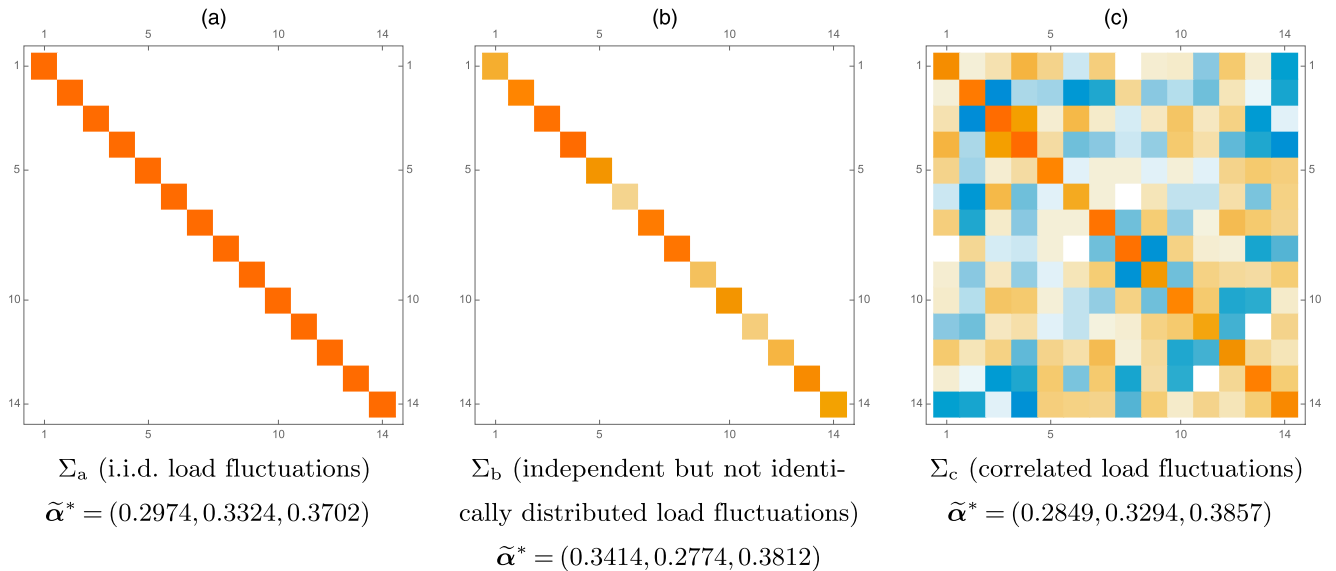 (a)
1 5 10 14
1 1
5 5
10 10
14 14
1 5 10 14
Σa (i.i.d. load fluctuations)
α̃* = (0.2974, 0.3324, 0.3702)
(b)
1 5 10 14
1 1
5 5
10 10
14 14
1 5 10 14
Σb (independent but not identi-
cally distributed load fluctuations)
α̃* = (0.3414, 0.2774, 0.3812)
(c)
1 5 10 14
1 1
5 5
10 10
14 14
1 5 10 14
Σc (correlated load fluctuations)
α̃* = (0.2849, 0.3294, 0.3857)